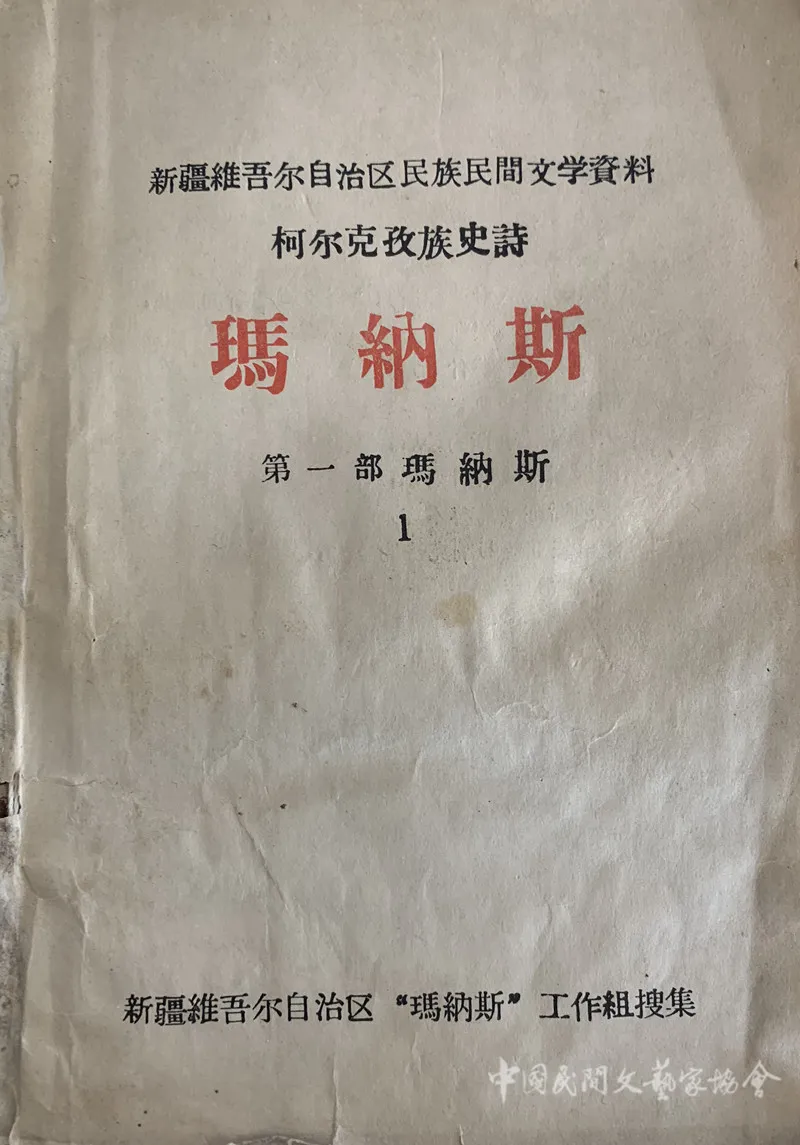 新疆維吾尔自治区民族民間文学資料
柯尔克孜族史詩
瑪納斯
第一部瑪納斯
1
新疆維吾尔自治区“瑪納斯”工作組搜集
中國民間文藝家協會